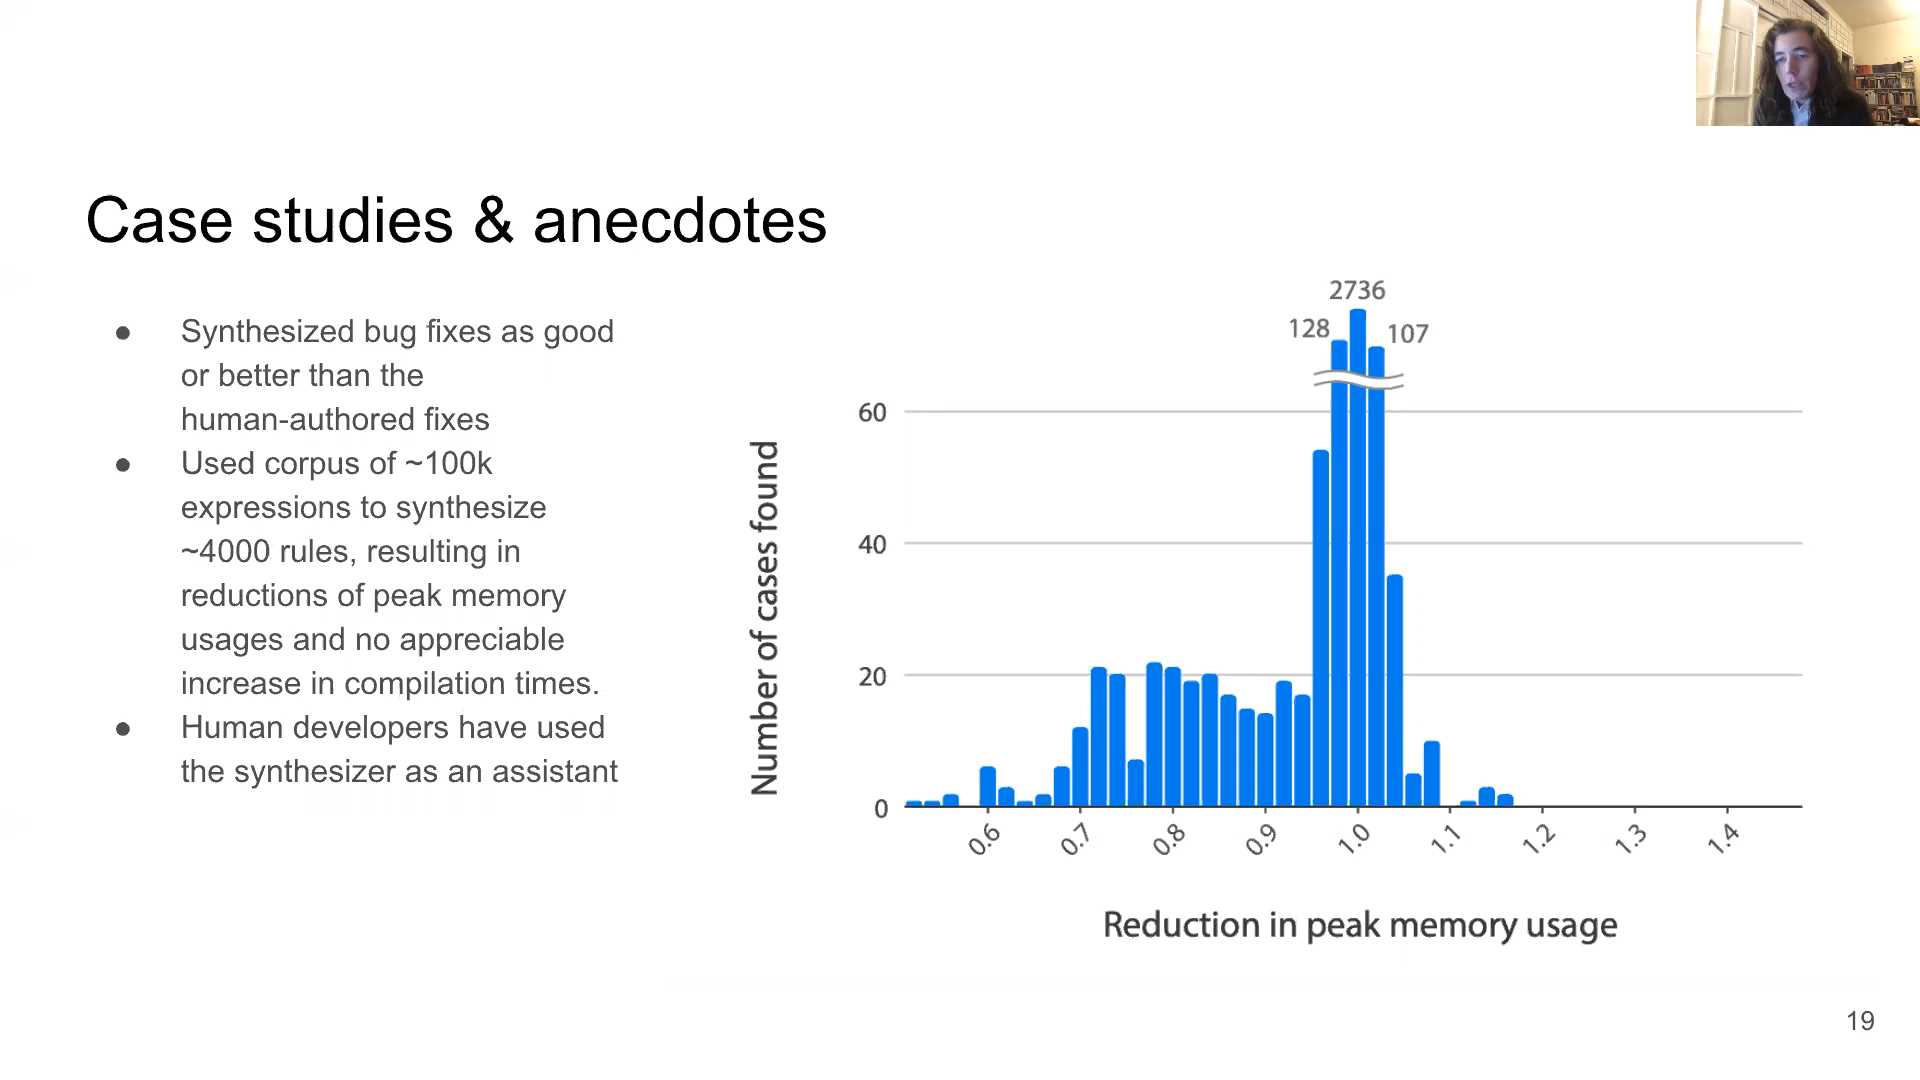 Case studies & anecdotes
● Synthesized bug fixes as good
or better than the
human-authored fixes
● Used corpus of ~100k
expressions to synthesize
~4000 rules, resulting in
reductions of peak memory
usages and no appreciable
increase in compilation times.
● Human developers have used
the synthesizer as an assistant
2736
128
107
60
40
20
0
Number of cases found
0.6 0.7 0.8 0.9 1.0 1.1 1.2 1.3 1.4
Reduction in peak memory usage
19